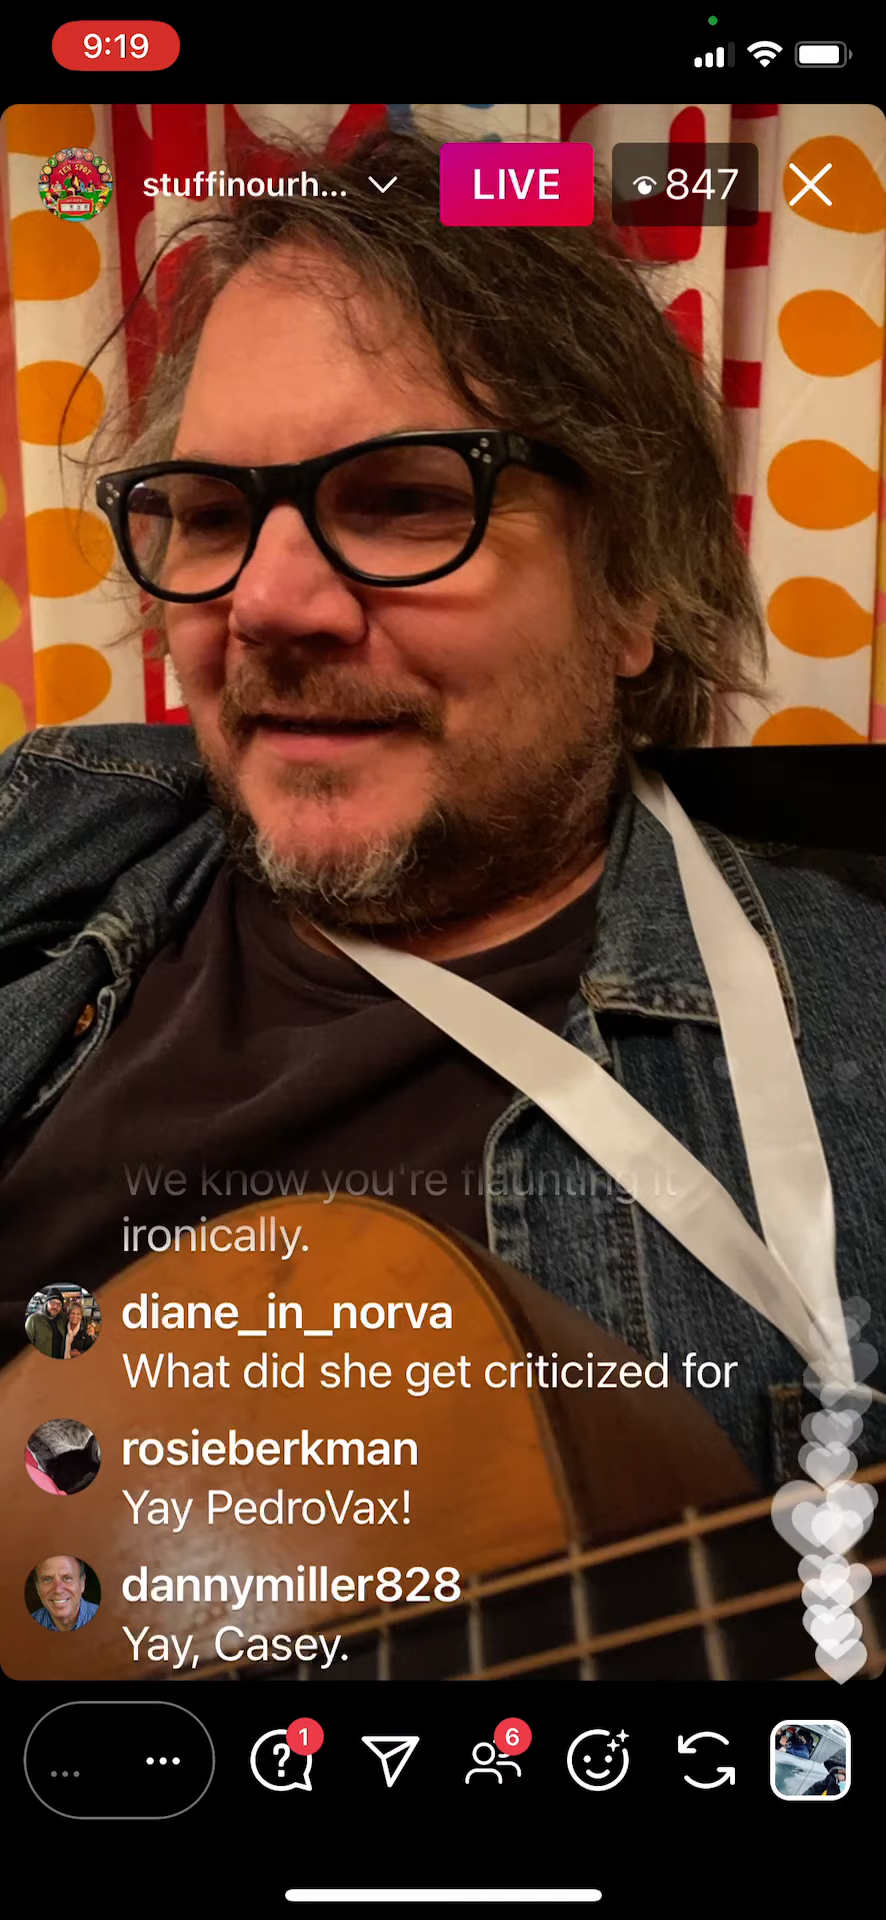 9:19
stuffinourh...
LIVE
847
We know you're flaunting it
ironically.
diane_in_norva
What did she get criticized for
rosieberkman
Yay PedroVax!
dannymiller828
Yay, Casey.
...
...
1
6